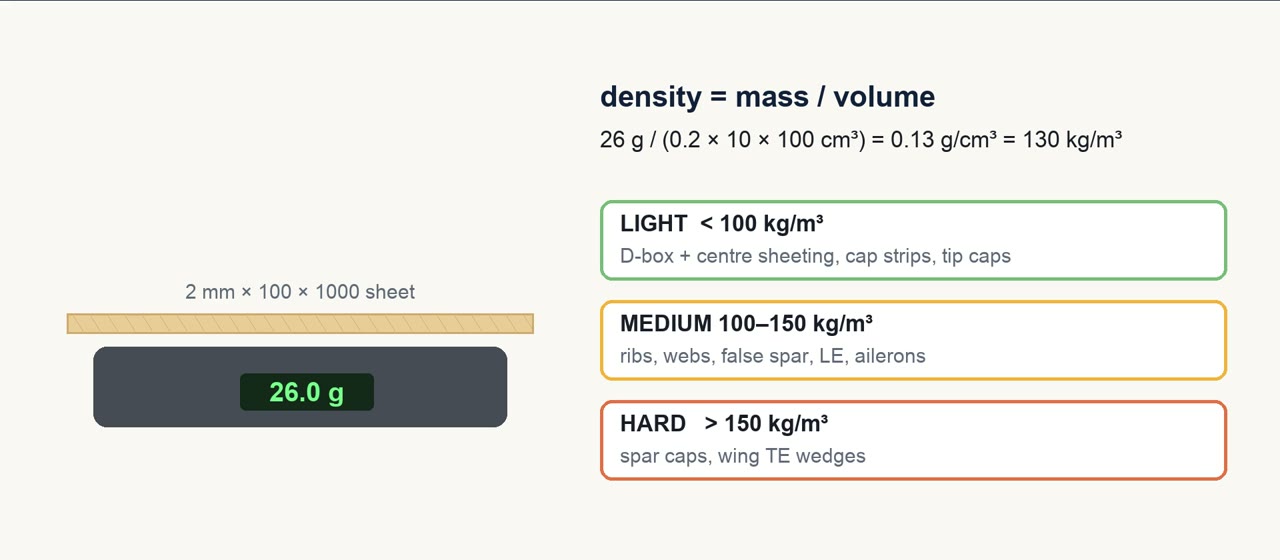 density = mass / volume
26 g / (0.2 × 10 × 100 cm³) = 0.13 g/cm³ = 130 kg/m³
LIGHT < 100 kg/m³
D-box + centre sheeting, cap strips, tip caps
2 mm × 100 × 1000 sheet
MEDIUM 100–150 kg/m³
ribs, webs, false spar, LE, ailerons
26.0 g
HARD > 150 kg/m³
spar caps, wing TE wedges